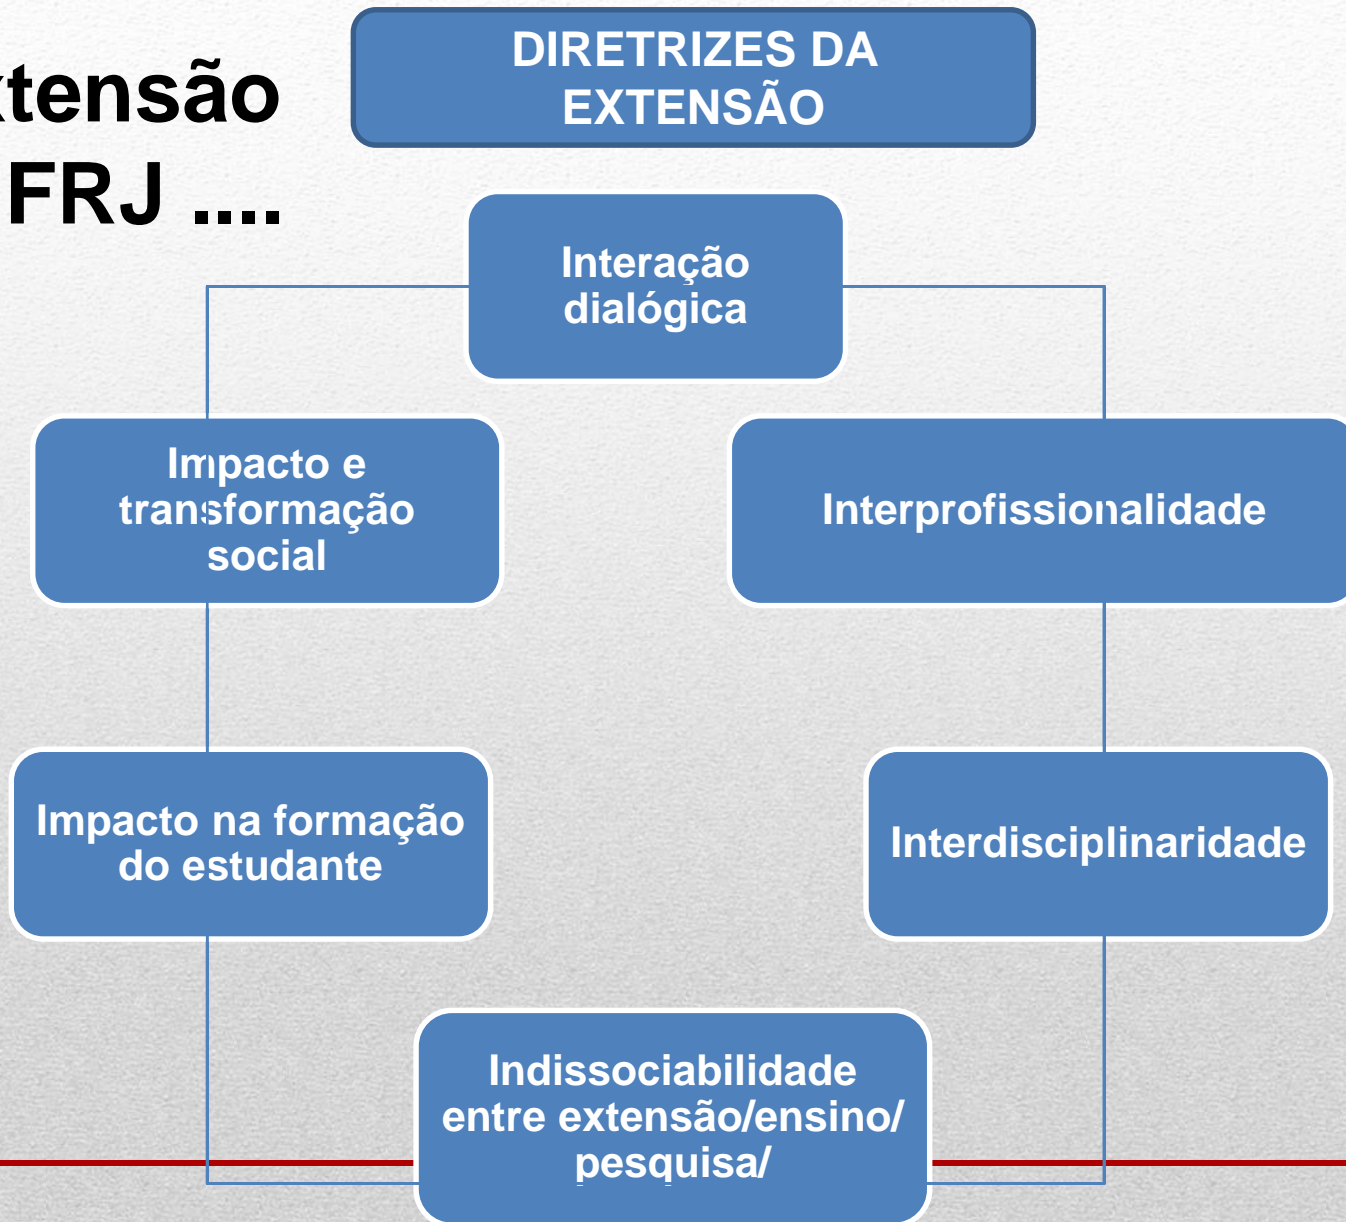 DIRETRIZES DA
EXTENSÃO
xtensão
FRJ ....
Interação
dialógica
Impacto e
transformação
social
Interprofissionalidade
Impacto na formação
do estudante
Interdisciplinaridade
Indissociabilidade
entre extensão/ensino/
pesquisa/